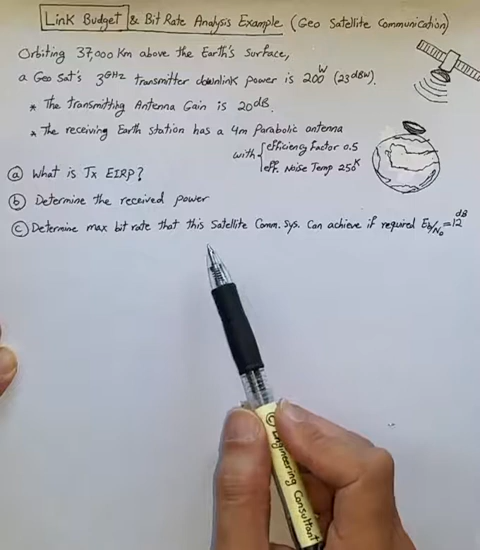 Link Budget & Bit Rate Analysis Example (Geo Satellite Communication)
Orbiting 37,000 Km above the Earth's surface,
a Geo Sat's 3GHz transmitter downlink power is 200W (23dBW).
* The transmitting Antenna Gain is 20dB.
* The receiving Earth station has a 4m Parabolic antenna
with { efficiency Factor 0.5
eff. Noise Temp 250K
(a) What is Tx EIRP?
(b) Determine the received power
(c) Determine max bit rate that this Satellite Comm. sys. can achieve if required Eb/No = 12dB
© Engineering Consultant